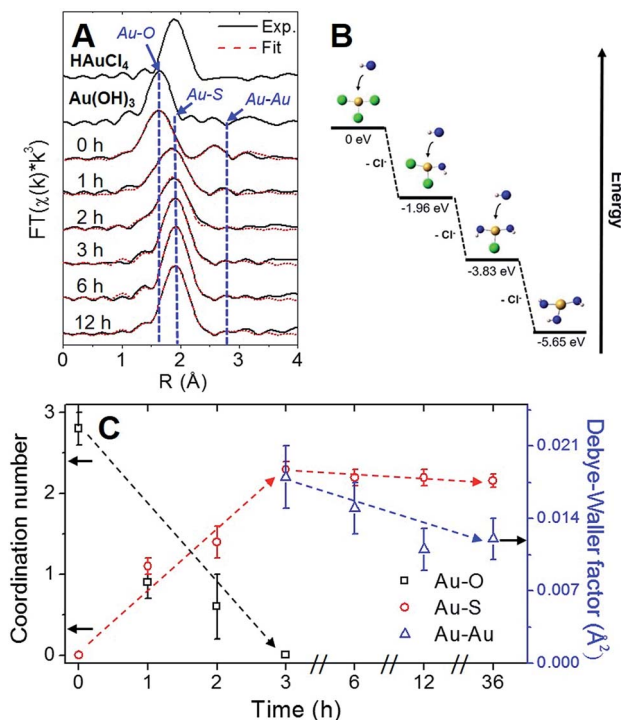 A
Exp.
Fit
Au-O
HAuCl4
Au(OH)3
Au-S
Au-Au
0 h
1 h
2 h
3 h
6 h
12 h
FT(χ(k)*k3)
0 1 2 3 4
R (Å)
B
0 eV
- Cl-
-1.96 eV
- Cl-
-3.83 eV
- Cl-
-5.65 eV
Energy
C
3
2
1
0
Coordination number
0.021
0.014
0.007
0.000
Debye-Waller factor (Å2)
Au-O
Au-S
Au-Au
0 1 2 3 6 12 36
Time (h)